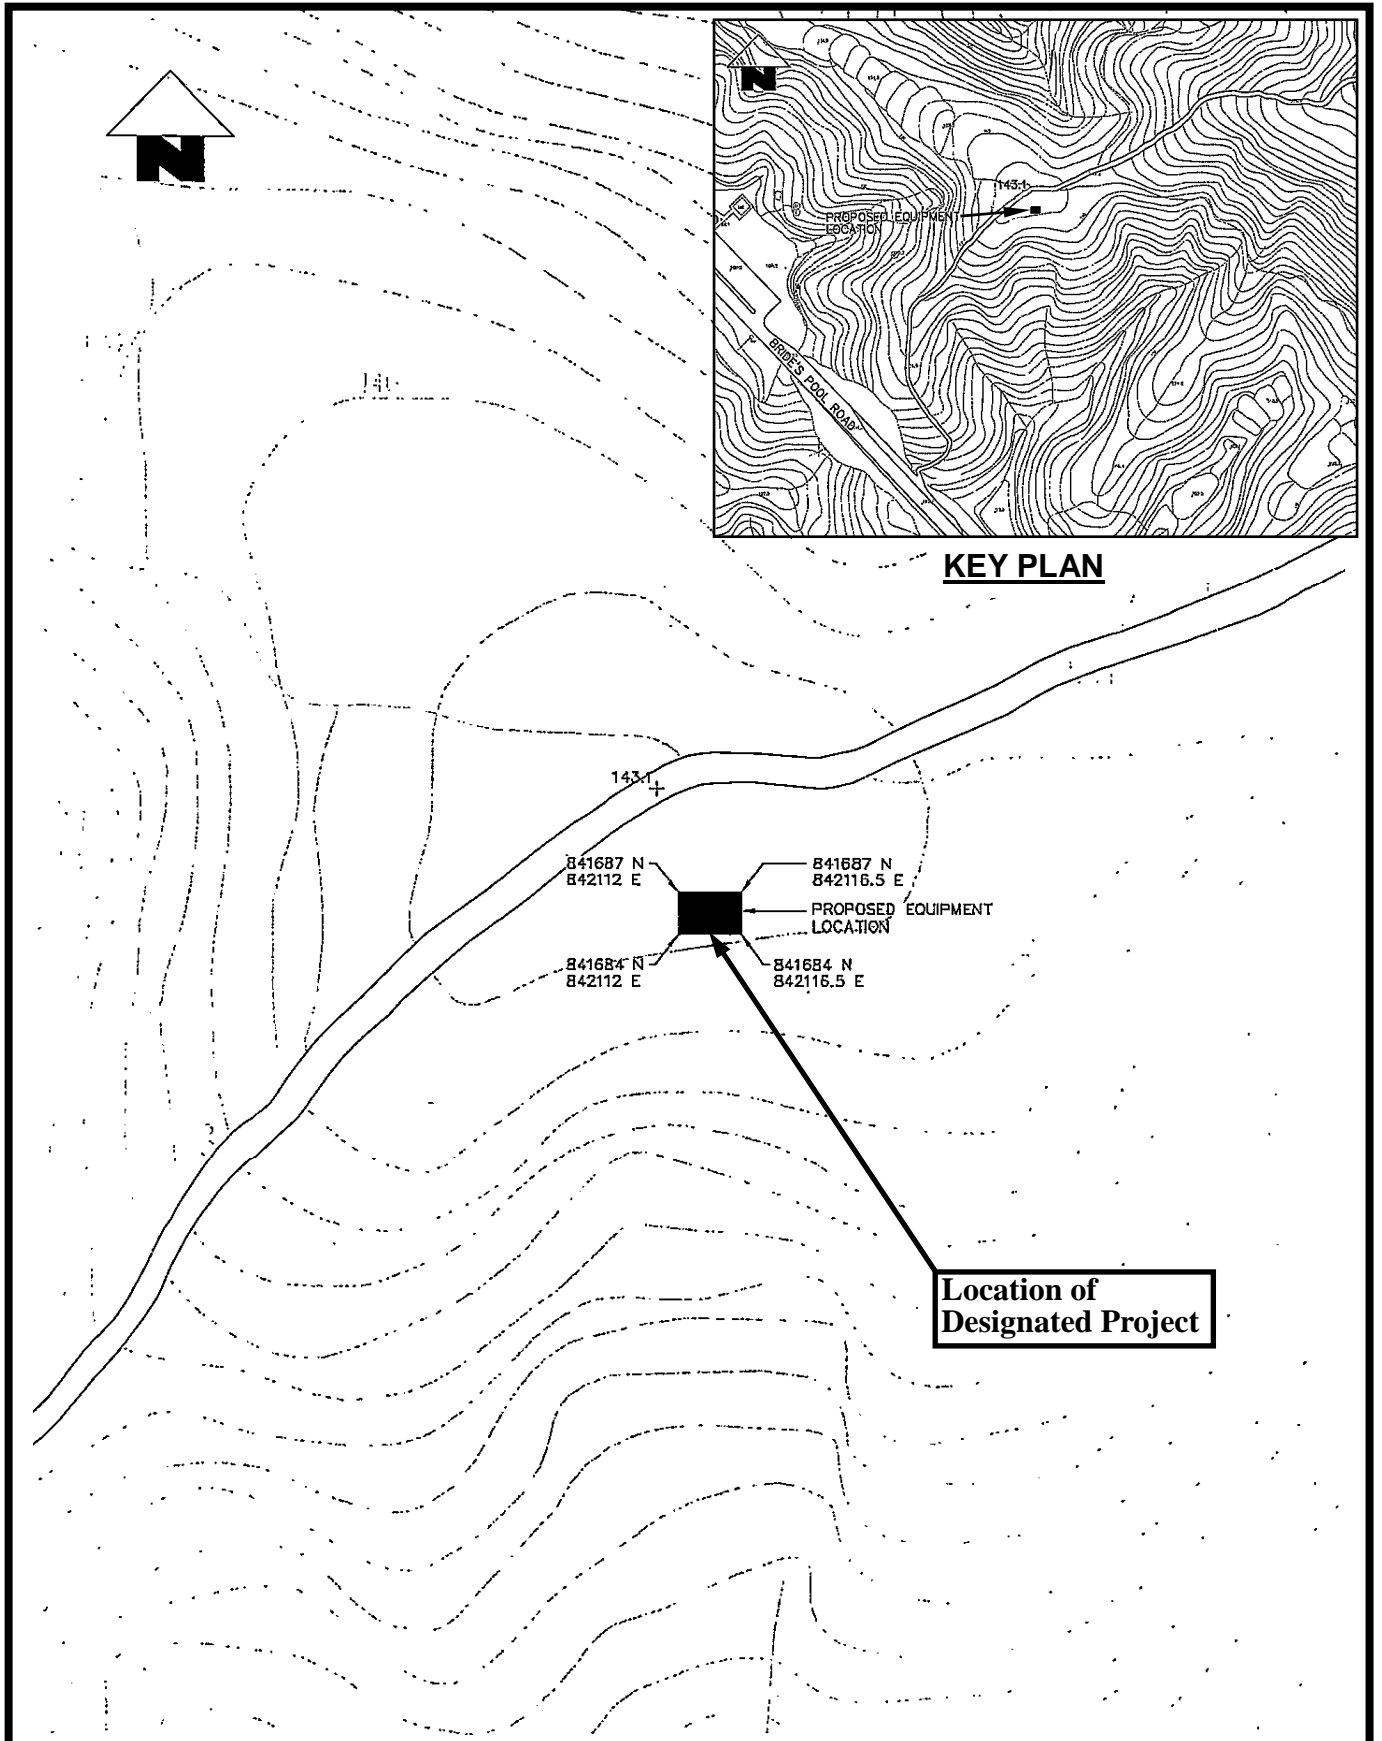 N
N
143.1
PROPOSED EQUIPMENT
LOCATION
BRIDE'S POOL ROAD
KEY PLAN
143.1
841687 N
842112 E
841687 N
842116.5 E
PROPOSED EQUIPMENT
LOCATION
841684 N
842112 E
841684 N
842116.5 E
Location of
Designated Project